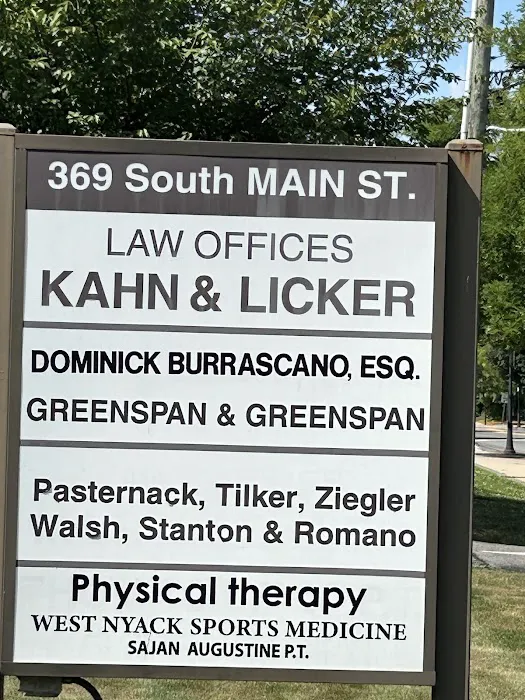 369 South MAIN ST.
LAW OFFICES
KAHN & LICKER
DOMINICK BURRASCANO, ESQ.
GREENSPAN & GREENSPAN
Pasternack, Tilker, Ziegler
Walsh, Stanton & Romano
Physical therapy
WEST NYACK SPORTS MEDICINE
SAJAN AUGUSTINE P.T.